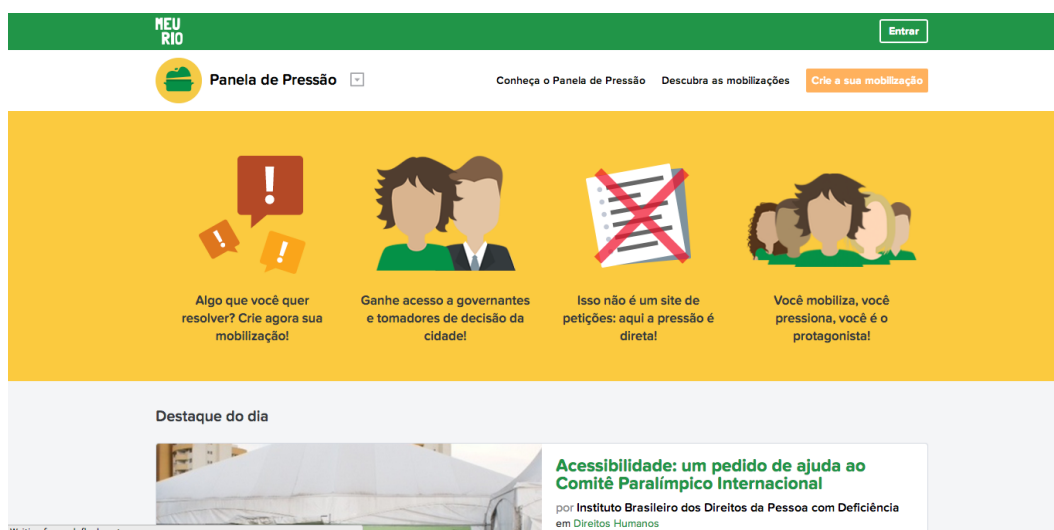 MEU
RIO
Entrar
Panela de Pressão
Conheça o Panela de Pressão
Descubra as mobilizações
Crie a sua mobilização
Algo que você quer
resolver? Crie agora sua
mobilização!
Ganhe acesso a governantes
e tomadores de decisão da
cidade!
Isso não é um site de
petições: aqui a pressão é
direta!
Você mobiliza, você
pressiona, você é o
protagonista!
Destaque do dia
Acessibilidade: um pedido de ajuda ao
Comitê Paralímpico Internacional
por Instituto Brasileiro dos Direitos da Pessoa com Deficiência
em Direitos Humanos